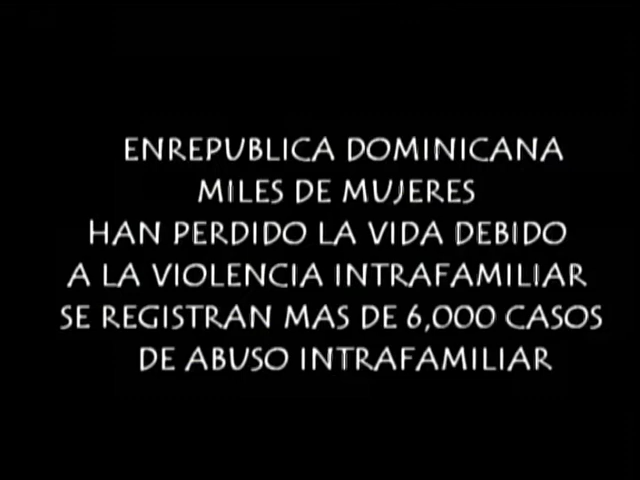 ENREPUBLICA DOMINICANA
MILES DE MUJERES
HAN PERDIDO LA VIDA DEBIDO
A LA VIOLENCIA INTRAFAMILIAR
SE REGISTRAN MAS DE 6,000 CASOS
DE ABUSO INTRAFAMILIAR